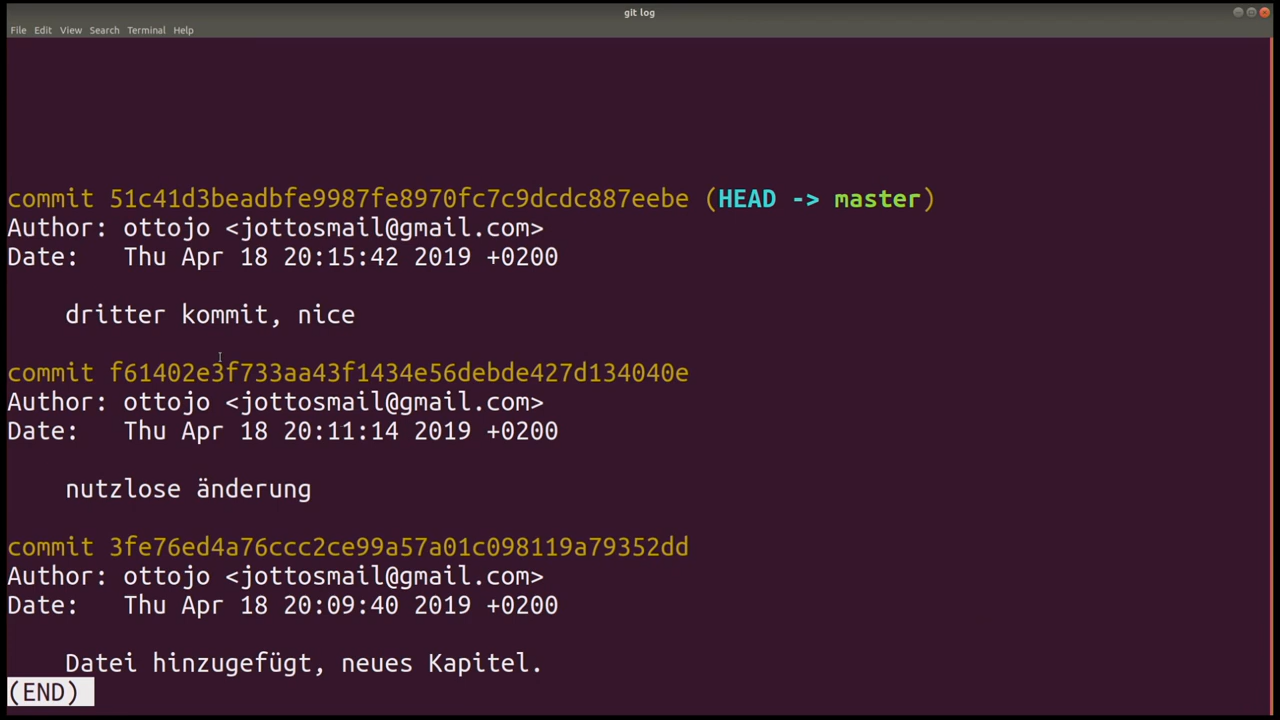 git log
File Edit View Search Terminal Help
commit 51c41d3beadbfe9987fe8970fc7c9dcdc887eebe (HEAD -> master)
Author: ottojo <jottosmail@gmail.com>
Date:   Thu Apr 18 20:15:42 2019 +0200
dritter kommit, nice
commit f61402e3f733aa43f1434e56debde427d134040e
Author: ottojo <jottosmail@gmail.com>
Date:   Thu Apr 18 20:11:14 2019 +0200
nutzlose änderung
commit 3fe76ed4a76ccc2ce99a57a01c098119a79352dd
Author: ottojo <jottosmail@gmail.com>
Date:   Thu Apr 18 20:09:40 2019 +0200
Datei hinzugefügt, neues Kapitel.
(END)